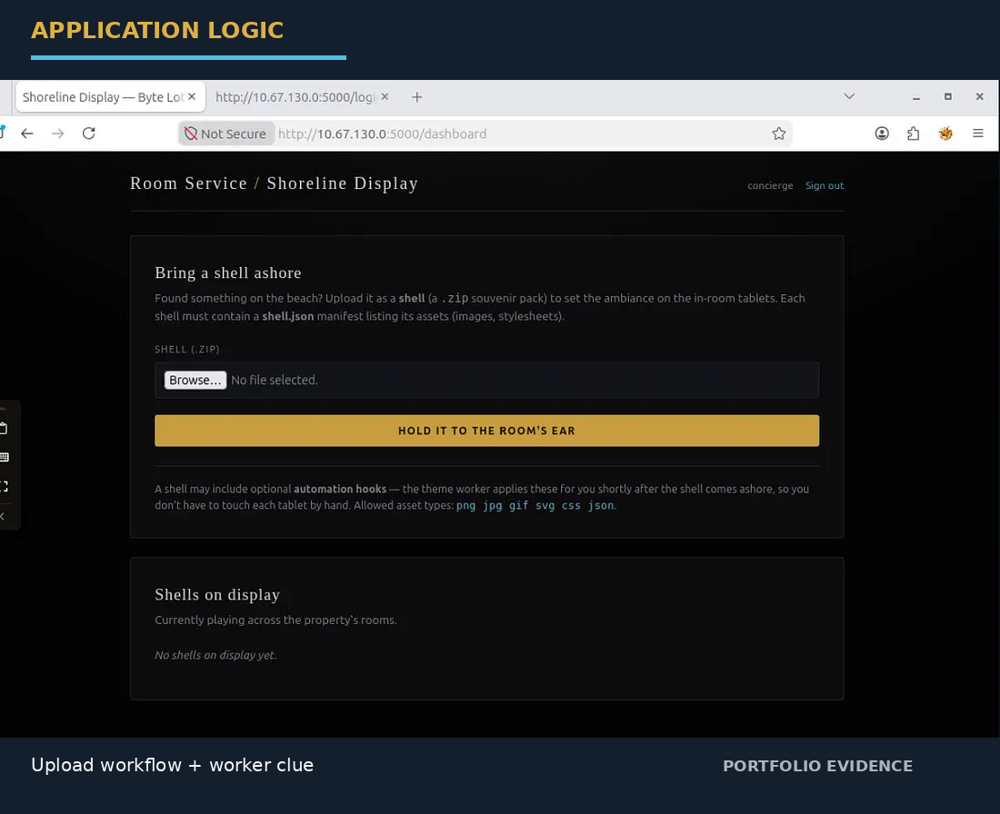 APPLICATION LOGIC
Shoreline Display — Byte Lot
http://10.67.130.0:5000/logi
Not Secure
http://10.67.130.0:5000/dashboard
Room Service / Shoreline Display
concierge
Sign out
Bring a shell ashore
Found something on the beach? Upload it as a shell (a .zip souvenir pack) to set the ambiance on the in-room tablets. Each
shell must contain a shell.json manifest listing its assets (images, stylesheets).
SHELL (.ZIP)
Browse... No file selected.
HOLD IT TO THE ROOM'S EAR
A shell may include optional automation hooks — the theme worker applies these for you shortly after the shell comes ashore, so you
don't have to touch each tablet by hand. Allowed asset types: png jpg gif svg css json.
Shells on display
Currently playing across the property's rooms.
No shells on display yet.
Upload workflow + worker clue
PORTFOLIO EVIDENCE